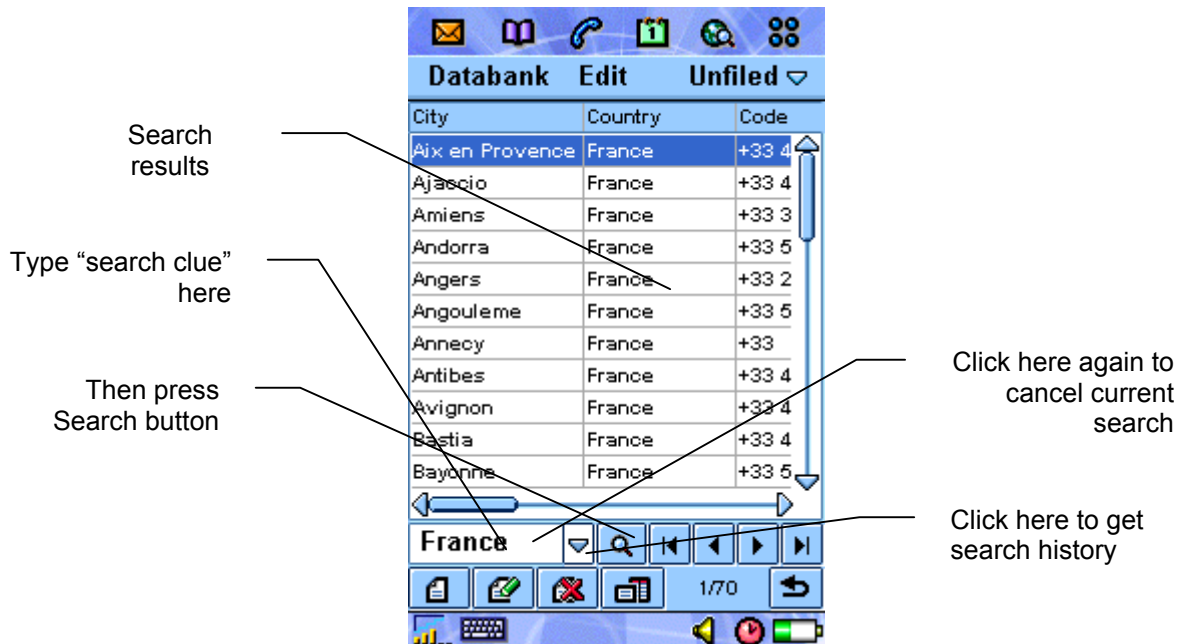 1
Databank Edit Unfiled
City Country Code
Aix en Provence France +33 4
Ajaccio France +33 4
Amiens France +33 3
Andorra France +33 5
Angers France +33 2
Angouleme France +33 5
Annecy France +33
Antibes France +33 4
Avignon France +33 4
Bastia France +33 4
Bayonne France +33 5
France
1/70
Search
results
Type “search clue”
here
Then press
Search button
Click here again to
cancel current
search
Click here to get
search history